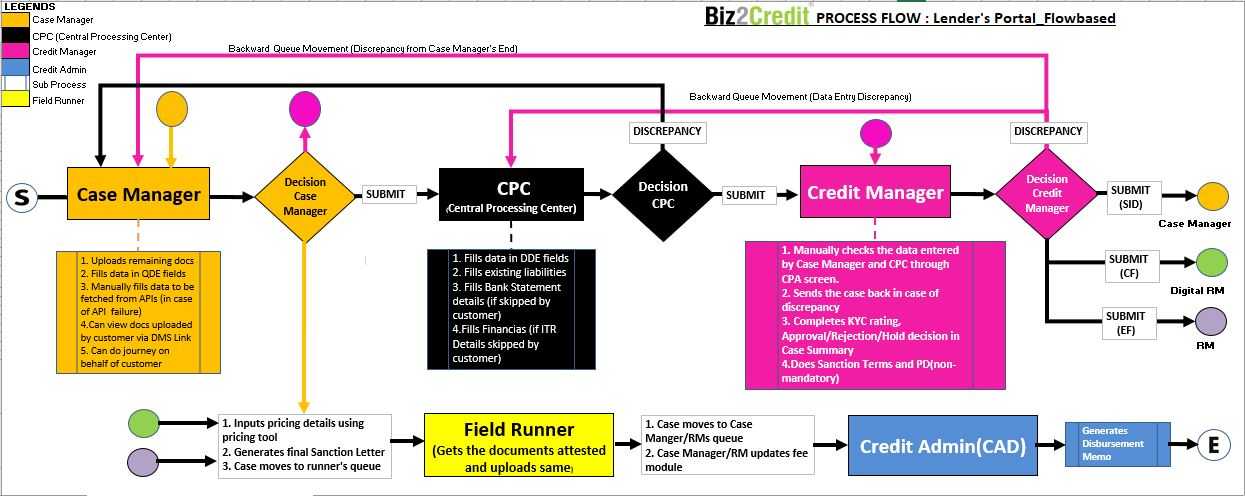 LEGENDS
Case Manager
CPC (Central Processing Center)
Credit Manager
Credit Admin
Sub Process
Field Runner
Biz2Credit® PROCESS FLOW : Lender's Portal_Flowbased
Backward Queue Movement (Discrepancy from Case Manager's End)
Backward Queue Movement (Data Entry Discrepancy)
DISCREPANCY
DISCREPANCY
S
Case Manager
Decision
Case
Manager
SUBMIT
CPC
(Central Processing Center)
Decision
CPC
SUBMIT
Credit Manager
Decision
Credit
Manager
SUBMIT
(SID)
Case Manager
SUBMIT
(CF)
Digital RM
SUBMIT
(EF)
RM
1. Uploads remaining docs
2. Fills data in QDE fields
3. Manually fills data to be
fetched from APIs (in case
of API failure)
4.Can view docs uploaded
by customer via DMS Link
5. Can do journey on
behalf of customer
1. Fills data in DDE fields
2. Fills existing liabilities
3. Fills Bank Statement
details (if skipped by
customer)
4.Fills Financias (if ITR
Details skipped by
customer)
1. Manually checks the data entered
by Case Manager and CPC through
CPA screen.
2. Sends the case back in case of
discrepancy
3. Completes KYC rating,
Approval/Rejection/Hold decision in
Case Summary
4.Does Sanction Terms and PD(non-
mandatory)
1. Inputs pricing details using
pricing tool
2. Generates final Sanction Letter
3. Case moves to runner's queue
Field Runner
(Gets the documents attested
and uploads same)
1. Case moves to Case
Manger/RMs queue
2. Case Manager/RM updates fee
module
Credit Admin(CAD)
Generates
Disbursement
Memo
E